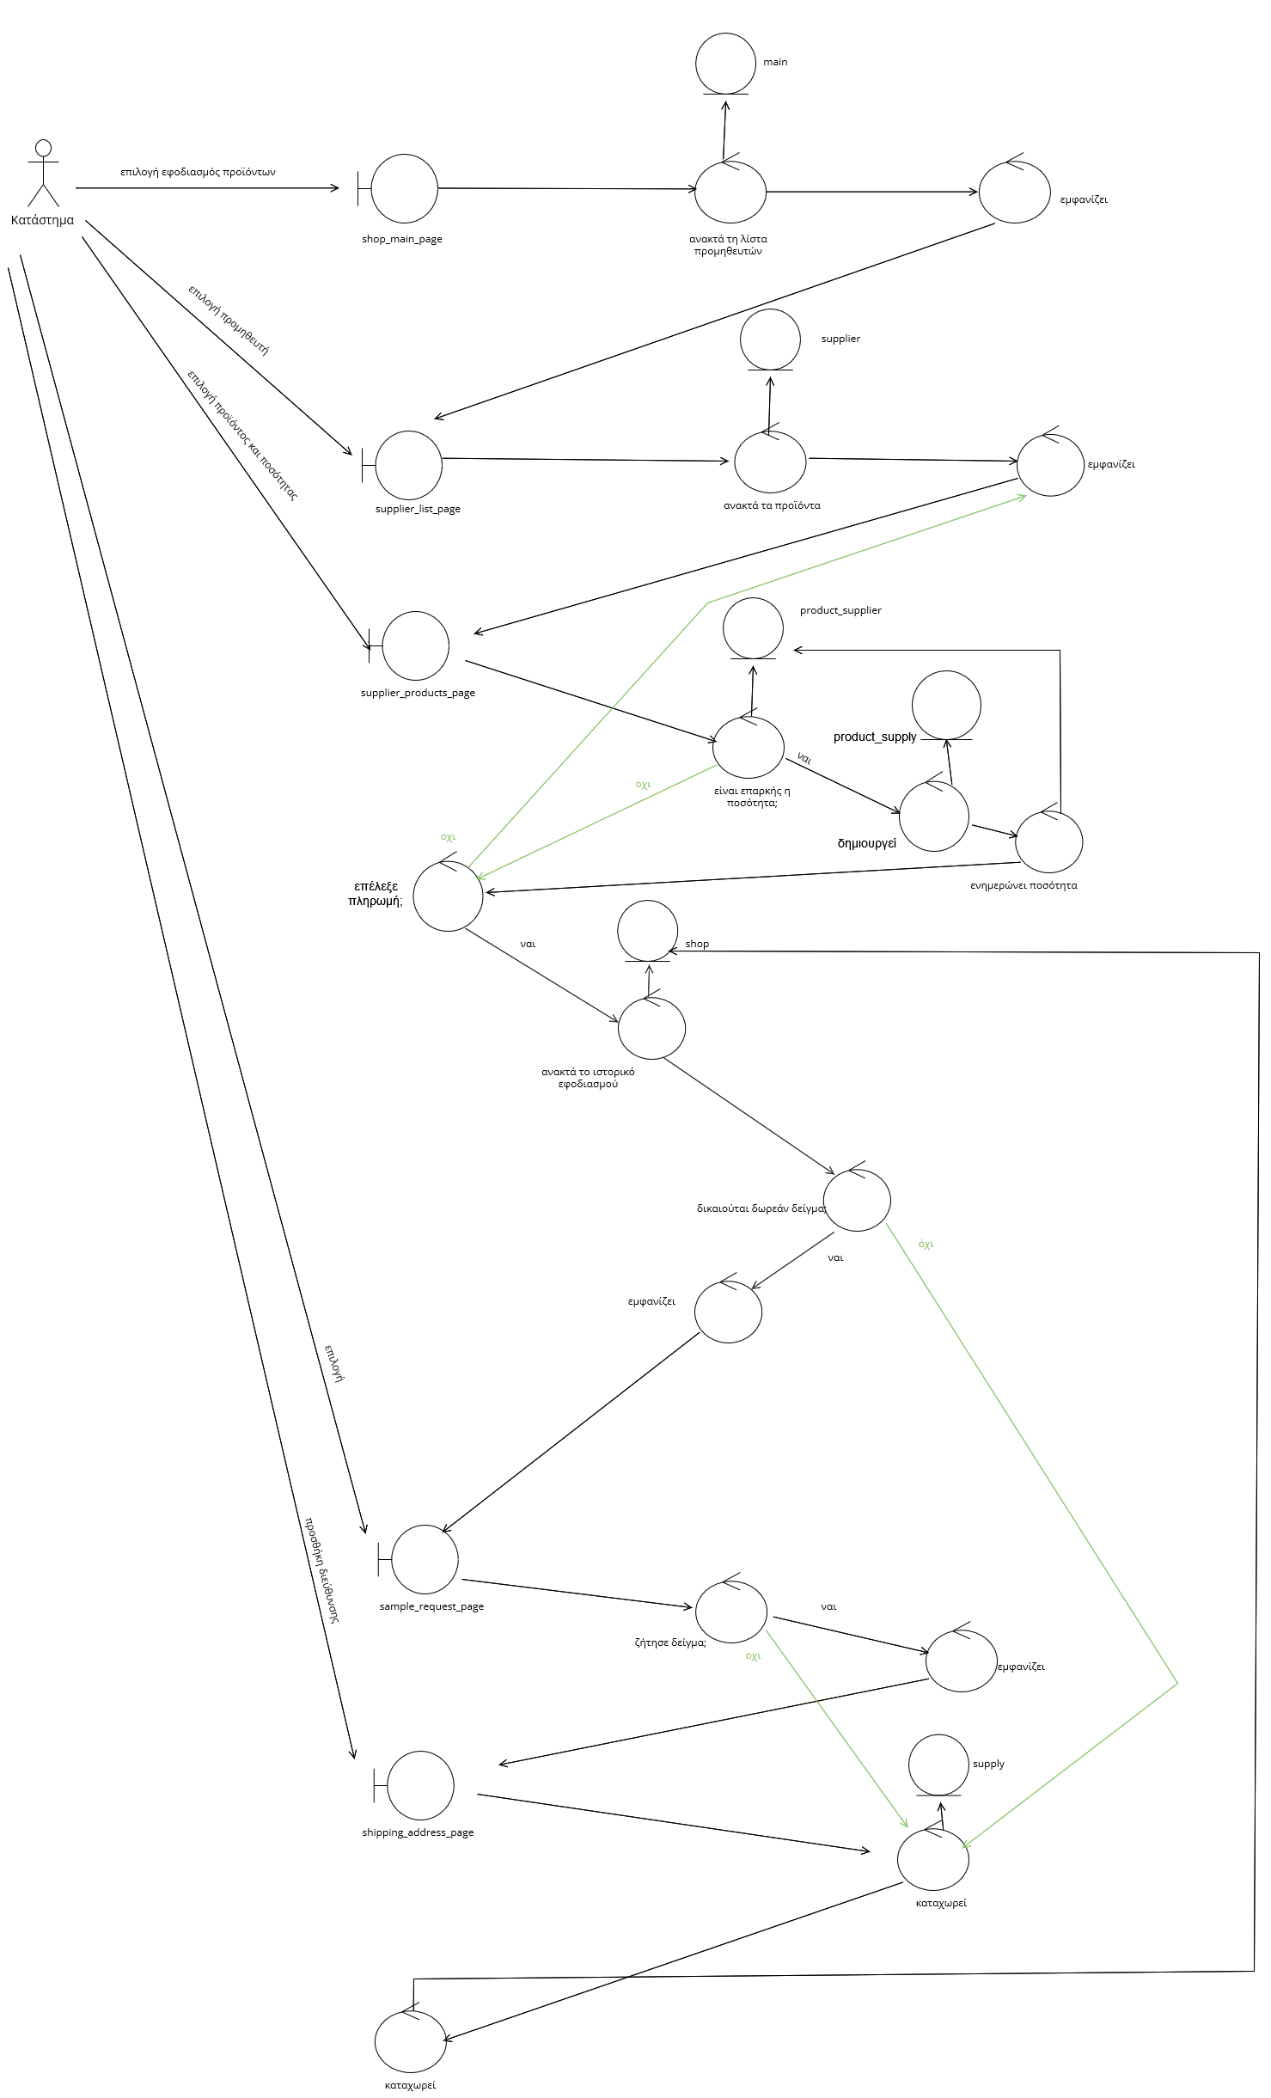 main
επιλογή εφοδιασμός προϊόντων
Κατάστημα
shop_main_page
ανακτά τη λίστα
προμηθευτών
εμφανίζει
επιλογή προμηθευτή
supplier
επιλογή προϊόντος και ποσότητας
supplier_list_page
ανακτά τα προϊόντα
εμφανίζει
product_supplier
supplier_products_page
product_supply
ναι
οχι
είναι επαρκής η
ποσότητα;
οχι
δημιουργεί
επέλεξε
πληρωμή;
ενημερώνει ποσότητα
ναι
shop
ανακτά το ιστορικό
εφοδιασμού
δικαιούται δωρεάν δείγμα;
όχι
ναι
εμφανίζει
επιλογή
προσθήκη διεύθυνσης
sample_request_page
ναι
ζήτησε δείγμα;
οχι
εμφανίζει
supply
shipping_address_page
καταχωρεί
καταχωρεί